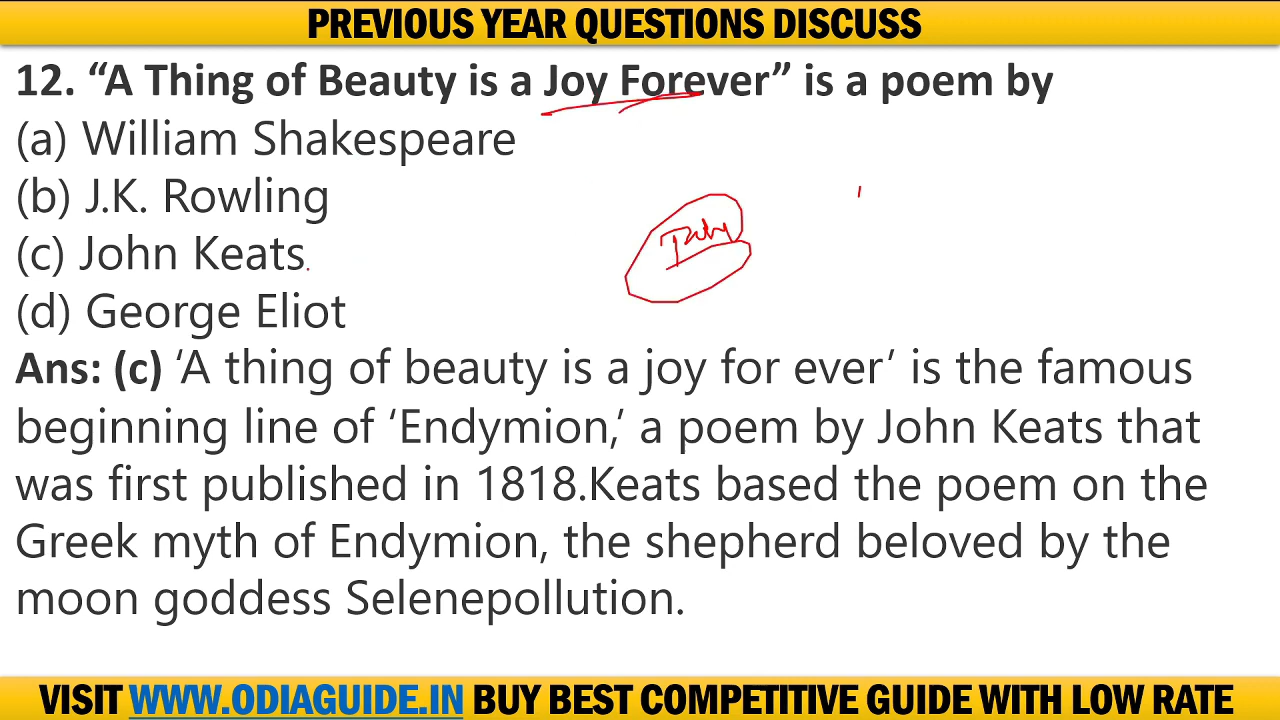 PREVIOUS YEAR QUESTIONS DISCUSS
12. “A Thing of Beauty is a Joy Forever” is a poem by
(a) William Shakespeare
(b) J.K. Rowling
(c) John Keats
(d) George Eliot
Ans: (c) ‘A thing of beauty is a joy for ever’ is the famous
beginning line of ‘Endymion,’ a poem by John Keats that
was first published in 1818.Keats based the poem on the
Greek myth of Endymion, the shepherd beloved by the
moon goddess Selenepollution.
VISIT WWW.ODIAGUIDE.IN BUY BEST COMPETITIVE GUIDE WITH LOW RATE